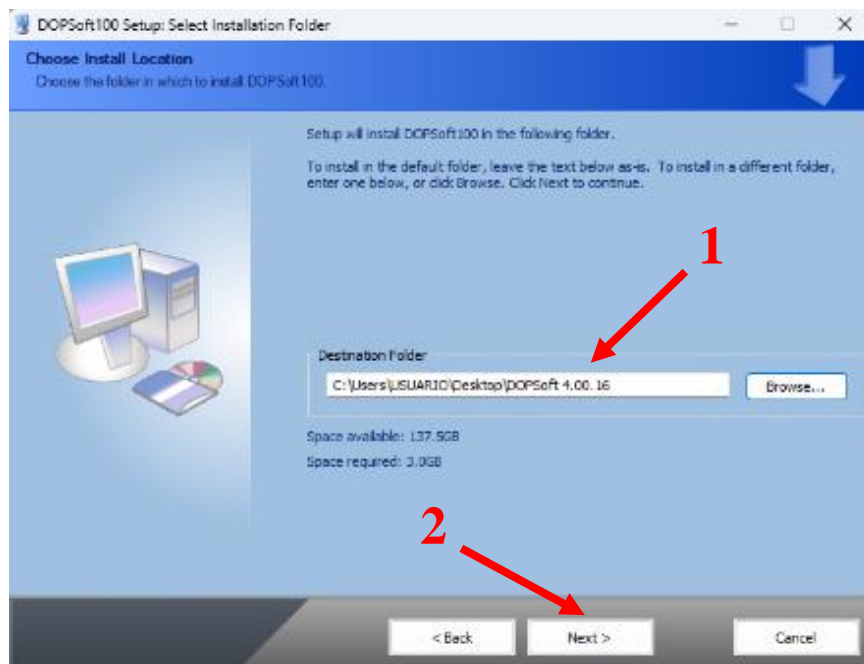 DOPSoft100 Setup: Select Installation Folder
Choose Install Location
Choose the folder in which to install DOPSoft100.
Setup will install DOPSoft100 in the following folder.
To install in the default folder, leave the text below as-is. To install in a different folder,
enter one below, or click Browse. Click Next to continue.
1
Destination Folder
C:\Users\USUARIO\Desktop\DOPSoft 4.00.16
Browse...
Space available: 137.5GB
Space required: 3.0GB
2
< Back
Next >
Cancel